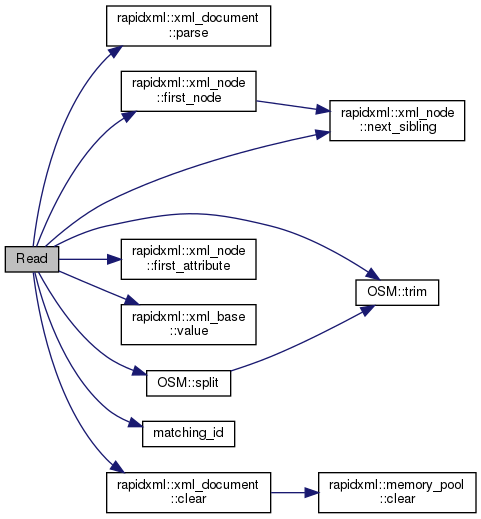 rapidxml::xml_document
::parse
rapidxml::xml_node
::first_node
rapidxml::xml_node
::next_sibling
Read
rapidxml::xml_node
::first_attribute
OSM::trim
rapidxml::xml_base
::value
OSM::split
matching_id
rapidxml::xml_document
::clear
rapidxml::memory_pool
::clear